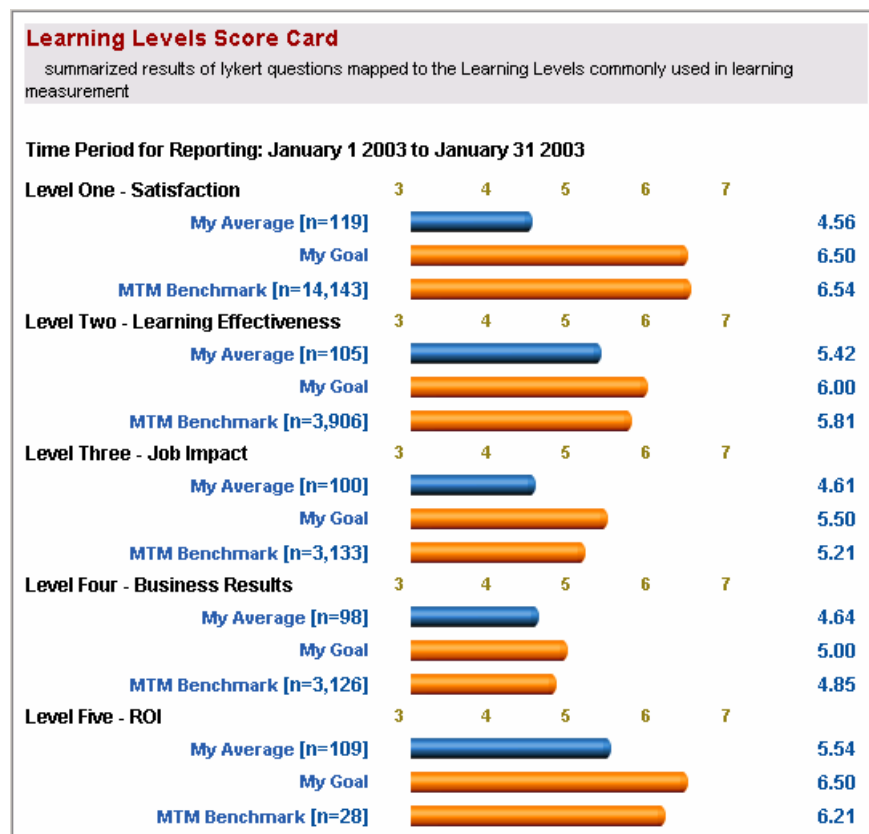 Learning Levels Score Card
summarized results of lykert questions mapped to the Learning Levels commonly used in learning
measurement
Time Period for Reporting: January 1 2003 to January 31 2003
Level One - Satisfaction 3 4 5 6 7
My Average [n=119] 4.56
My Goal 6.50
MTM Benchmark [n=14,143] 6.54
Level Two - Learning Effectiveness 3 4 5 6 7
My Average [n=105] 5.42
My Goal 6.00
MTM Benchmark [n=3,906] 5.81
Level Three - Job Impact 3 4 5 6 7
My Average [n=100] 4.61
My Goal 5.50
MTM Benchmark [n=3,133] 5.21
Level Four - Business Results 3 4 5 6 7
My Average [n=98] 4.64
My Goal 5.00
MTM Benchmark [n=3,126] 4.85
Level Five - ROI 3 4 5 6 7
My Average [n=109] 5.54
My Goal 6.50
MTM Benchmark [n=28] 6.21